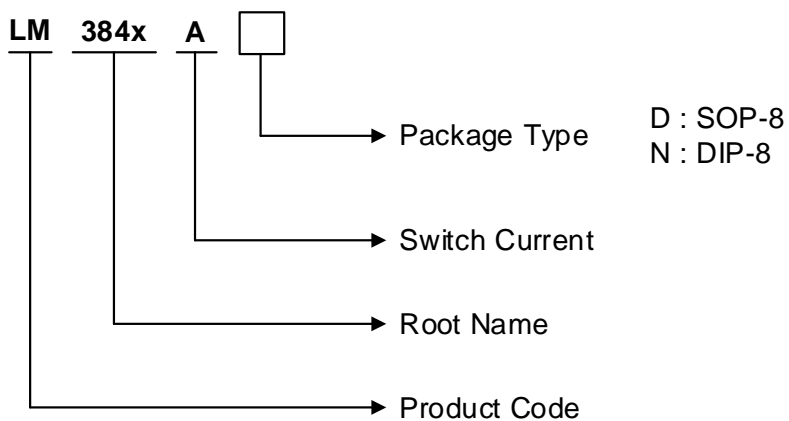 LM 384x A
Package Type
D : SOP-8
N : DIP-8
Switch Current
Root Name
Product Code